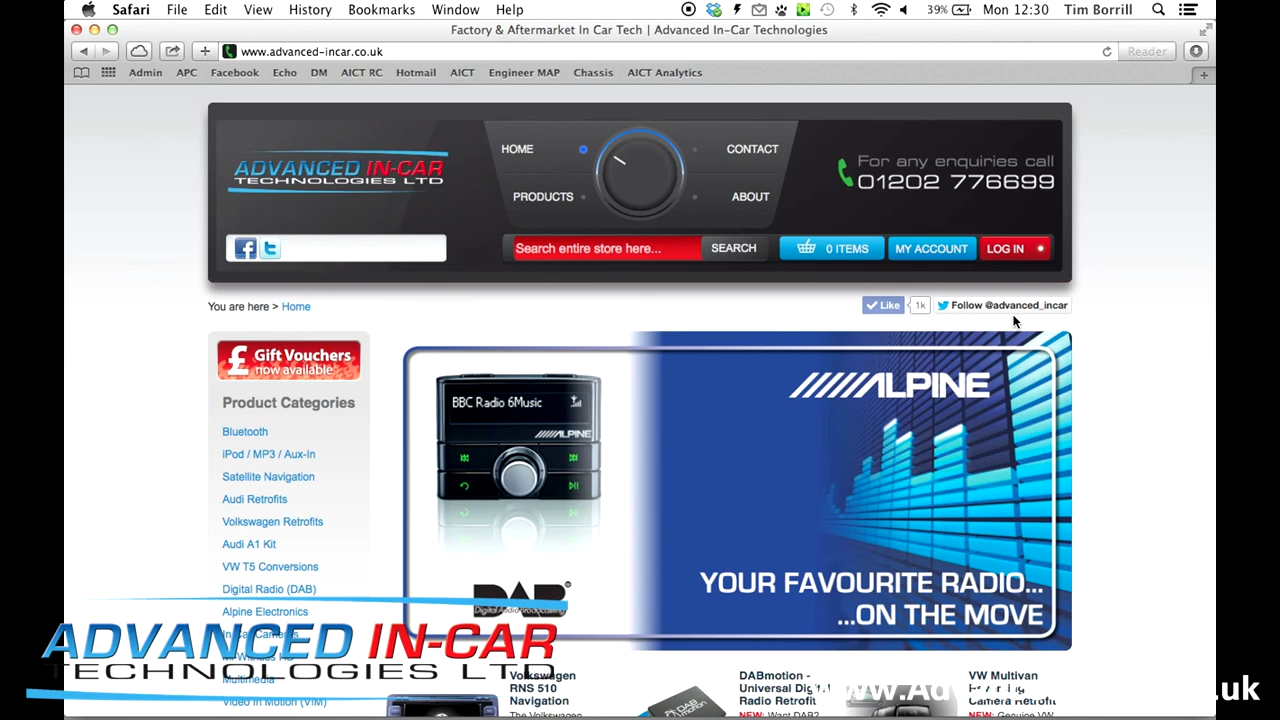 Safari File Edit View History Bookmarks Window Help 39% Mon 12:30 Tim Borrill
Factory & Aftermarket In Car Tech | Advanced In-Car Technologies
www.advanced-incar.co.uk Reader
Admin APC Facebook Echo DM AICT RC Hotmail AICT Engineer MAP Chassis AICT Analytics
ADVANCED IN-CAR
TECHNOLOGIES LTD
HOME CONTACT
PRODUCTS ABOUT
For any enquiries call
01202 776699
Search entire store here... SEARCH 0 ITEMS MY ACCOUNT LOG IN
You are here > Home
Like 1k Follow @advanced_incar
£ Gift Vouchers
now available
Product Categories
Bluetooth
iPod / MP3 / Aux-In
Satellite Navigation
Audi Retrofits
Volkswagen Retrofits
Audi A1 Kit
VW T5 Conversions
Digital Radio (DAB)
Alpine Electronics
Multimedia
Video In Motion (VIM)
BBC Radio 6Music
ALPINE
DAB
Digital Audio Broadcasting
ALPINE
YOUR FAVOURITE RADIO...
...ON THE MOVE
ADVANCED IN-CAR
TECHNOLOGIES LTD
Volkswagen
RNS 510
Navigation
The Volkswagen
DABmotion -
Universal Digital
Radio Retrofit
NEW: Want DAB?
VW Multivan
Camera Retrofit
NEW: Genuine VW